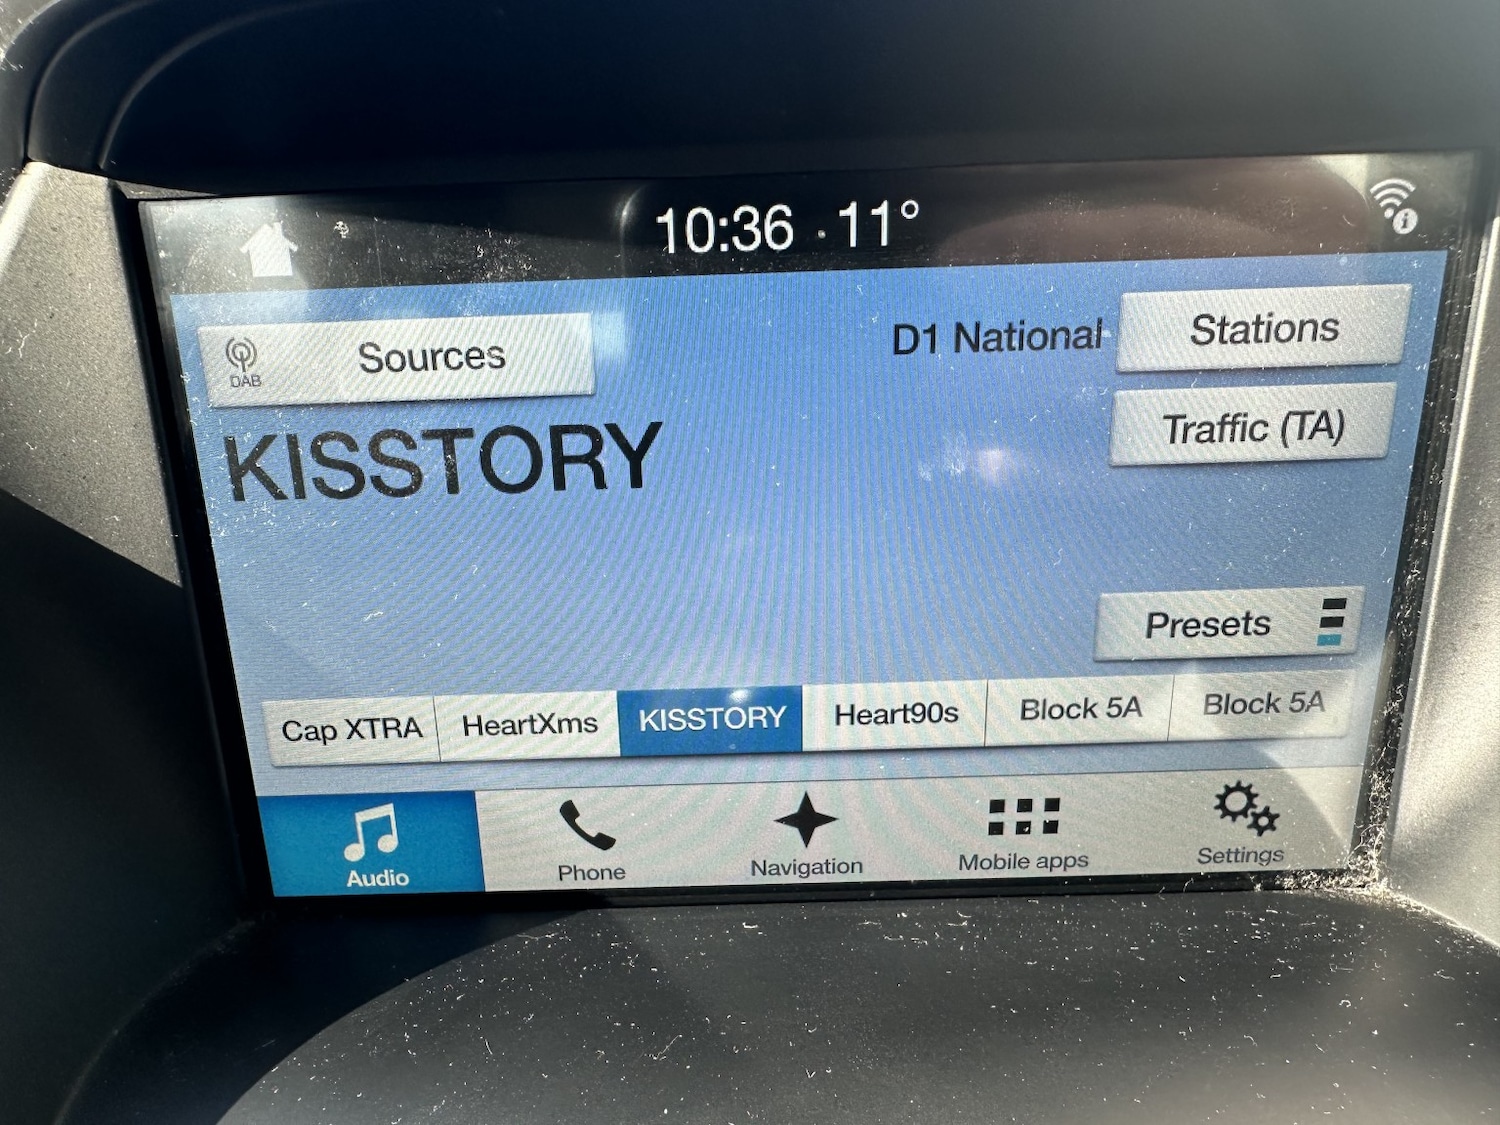 10:36 · 11°
DAB
Sources
D1 National
Stations
KISSTORY
Traffic (TA)
Presets
Cap XTRA
HeartXms
KISSTORY
Heart90s
Block 5A
Block 5A
Audio
Phone
Navigation
Mobile apps
Settings